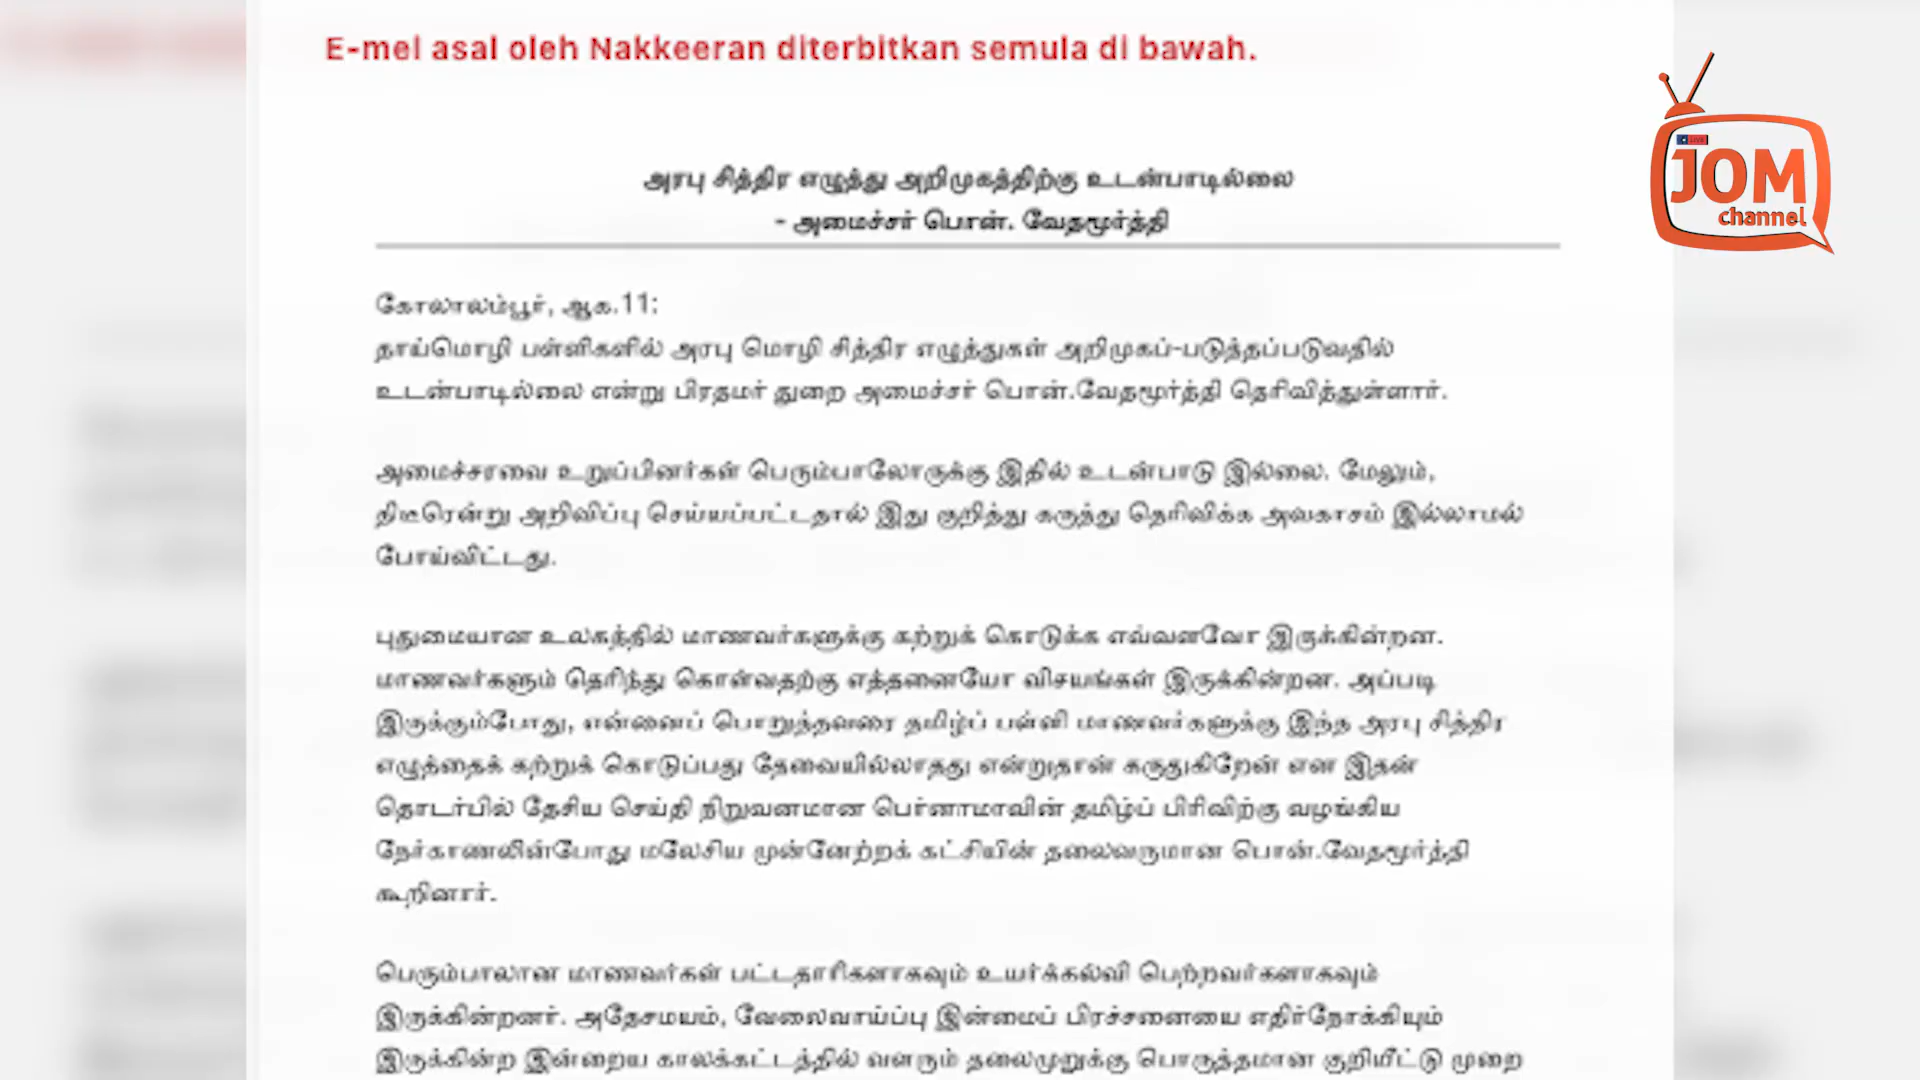 E-mel asal oleh Nakkeeran diterbitkan semula di bawah.
LIVE
JOM
channel
அரபு சித்திர எழுத்து அறிமுகத்திற்கு உடன்பாடில்லை
- அமைச்சர் பொன். வேதமூர்த்தி
கோலாலம்பூர், ஆக.11:
தாய்மொழி பள்ளிகளில் அரபு மொழி சித்திர எழுத்துகள் அறிமுகப்-படுத்தப்படுவதில்
உடன்பாடில்லை என்று பிரதமர் துறை அமைச்சர் பொன்.வேதமூர்த்தி தெரிவித்துள்ளார்.
அமைச்சரவை உறுப்பினர்கள் பெரும்பாலோருக்கு இதில் உடன்பாடு இல்லை. மேலும்,
திடீரென்று அறிவிப்பு செய்யப்பட்டதால் இது குறித்து கருத்து தெரிவிக்க அவகாசம் இல்லாமல்
போய்விட்டது.
புதுமையான உலகத்தில் மாணவர்களுக்கு கற்றுக் கொடுக்க எவ்வளவோ இருக்கின்றன.
மாணவர்களும் தெரிந்து கொள்வதற்கு எத்தனையோ விசயங்கள் இருக்கின்றன. அப்படி
இருக்கும்போது, என்னைப் பொறுத்தவரை தமிழ்ப் பள்ளி மாணவர்களுக்கு இந்த அரபு சித்திர
எழுத்தைக் கற்றுக் கொடுப்பது தேவையில்லாதது என்றுதான் கருதுகிறேன் என இதன்
தொடர்பில் தேசிய செய்தி நிறுவனமான பெர்னாமாவின் தமிழ்ப் பிரிவிற்கு வழங்கிய
நேர்காணலின்போது மலேசிய முன்னேற்றக் கட்சியின் தலைவருமான பொன்.வேதமூர்த்தி
கூறினார்.
பெரும்பாலான மாணவர்கள் பட்டதாரிகளாகவும் உயர்க்கல்வி பெற்றவர்களாகவும்
இருக்கின்றனர். அதேசமயம், வேலைவாய்ப்பு இன்மைப் பிரச்சனையை எதிர்நோக்கியும்
இருக்கின்ற இன்றைய காலக்கட்டத்தில் வளரும் தலைமுறுக்கு பொருத்தமான குறியீட்டு முறை